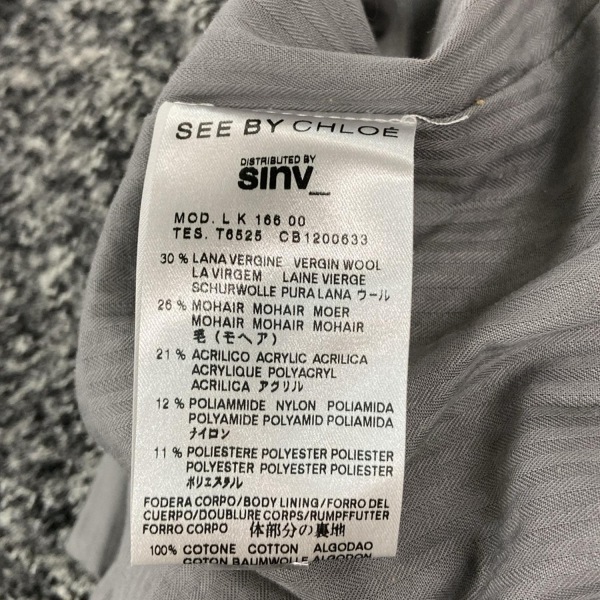 SEE BY CHLOÉ
DISTRIBUTED BY
sinv
MOD. L K 166 00
TES. T6525 CB1200633
30 % LANA VERGINE VERGIN WOOL
LA VIRGEM LAINE VIERGE
SCHURWOLLE PURA LANA ウール
26 % MOHAIR MOHAIR MOER
MOHAIR MOHAIR MOHAIR
毛(モヘア)
21 % ACRILICO ACRYLIC ACRILICA
ACRYLIQUE POLYACRYL
ACRILICA アクリル
12 % POLIAMMIDE NYLON POLIAMIDA
POLYAMIDE POLYAMID POLIAMIDA
ナイロン
11 % POLIESTERE POLYESTER POLIESTER
POLYESTER POLYESTER POLIESTER
ポリエステル
FODERA CORPO/BODY LINING/FORRO DEL
CUERPO/DOUBLURE CORPS/RUMPFFUTTER
FORRO CORPO 体部分の裏地
100% COTONE COTTON ALGODAO
COTON BAUMWOLLE ALGODON